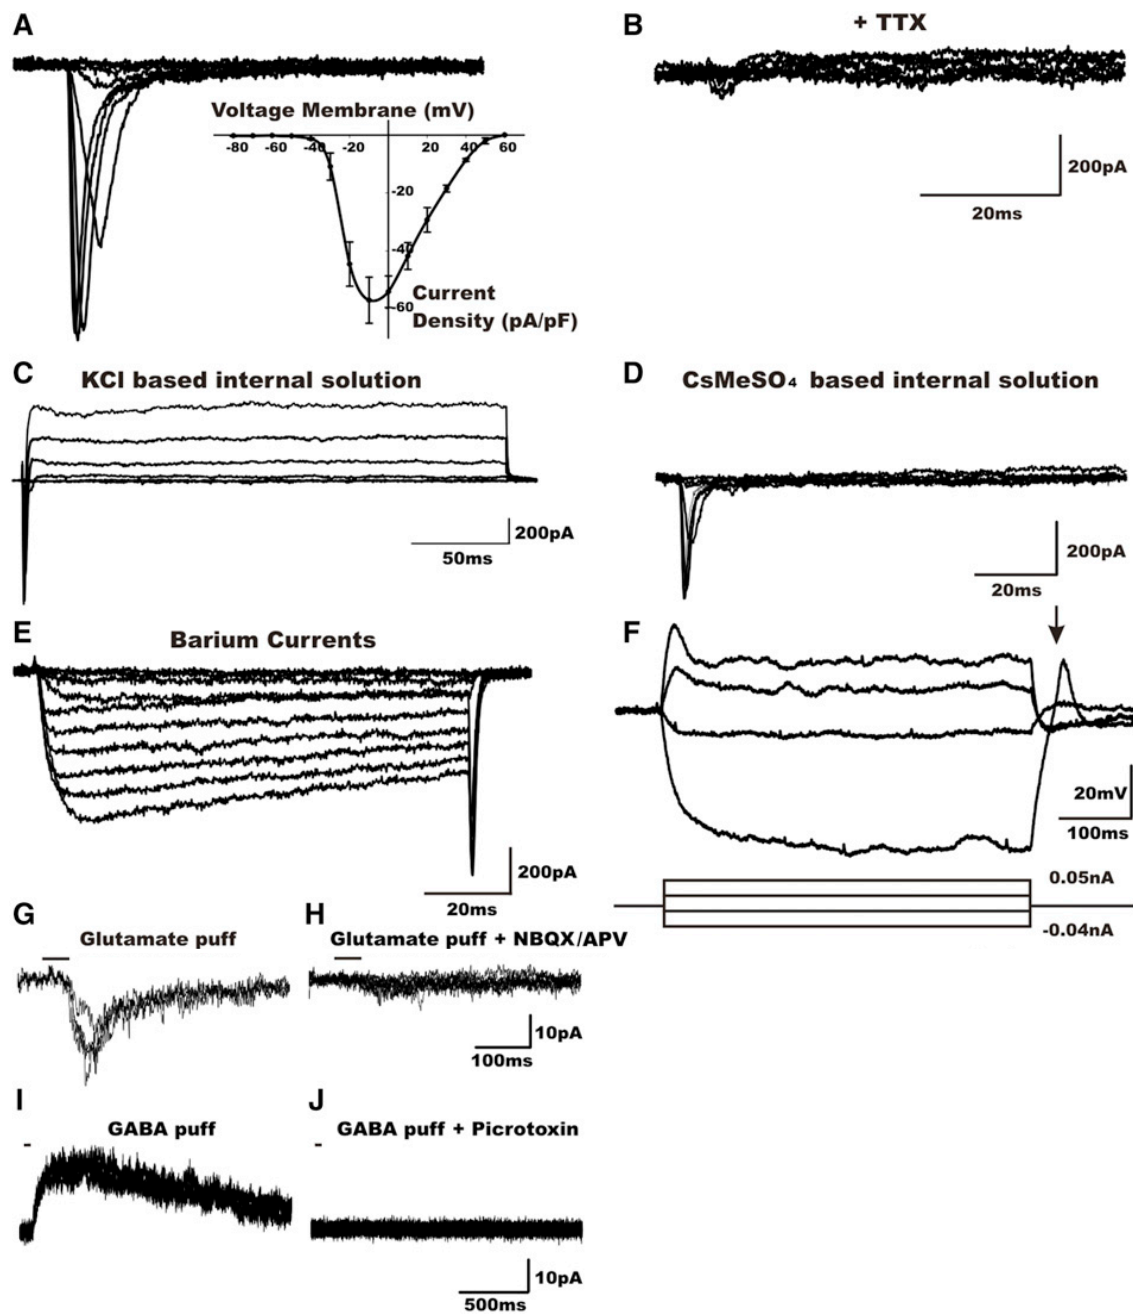 A
B
+ TTX
Voltage Membrane (mV)
-80 -60 -40 -20 20 40 60
-20
-40
-60
Current
Density (pA/pF)
200pA
20ms
C
KCl based internal solution
D
CsMeSO₄ based internal solution
200pA
50ms
200pA
20ms
E
Barium Currents
F
20mV
100ms
200pA
20ms
0.05nA
-0.04nA
G
Glutamate puff
H
Glutamate puff + NBQX/APV
10pA
100ms
I
GABA puff
J
GABA puff + Picrotoxin
10pA
500ms